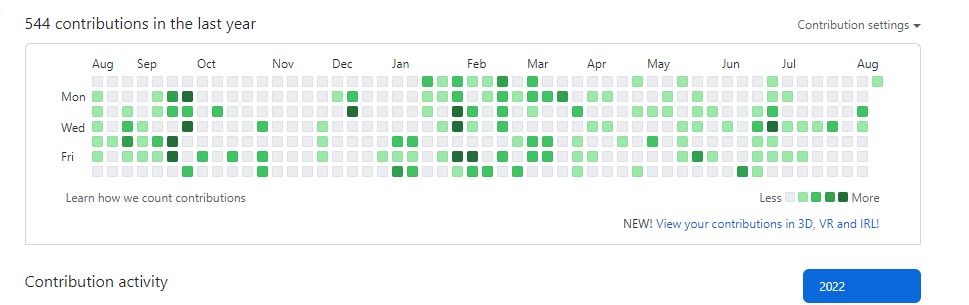 544 contributions in the last year
Contribution settings
Aug Sep Oct Nov Dec Jan Feb Mar Apr May Jun Jul Aug
Mon
Wed
Fri
Learn how we count contributions
Less More
NEW! View your contributions in 3D, VR and IRL!
Contribution activity
2022